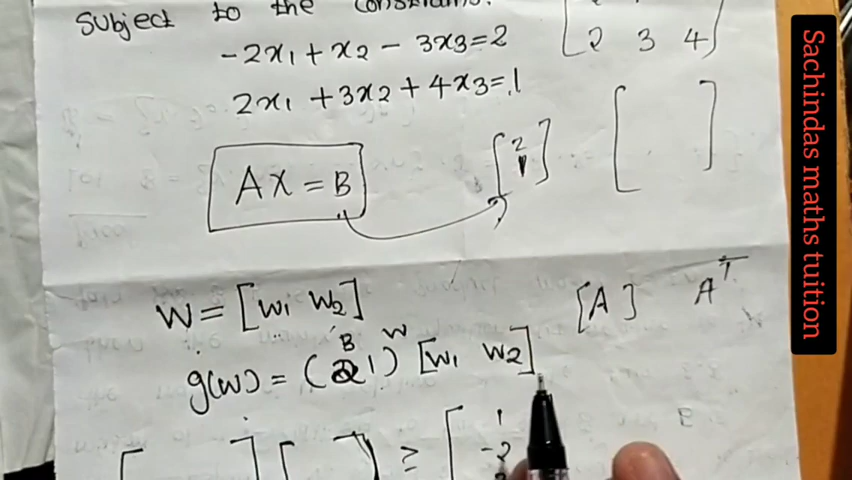 subject to the
-2x₁ + x₂ - 3x₃ = 2
2x₁ + 3x₂ + 4x₃ = 1
2 3 4
AX = B
2
1
W = [w₁ w₂]
[A] Aᵀ
B W
g(w) = (2 1) [w₁ w₂]
[ ] [ ] ≥ [ 1
-2
Sachindas maths tuition